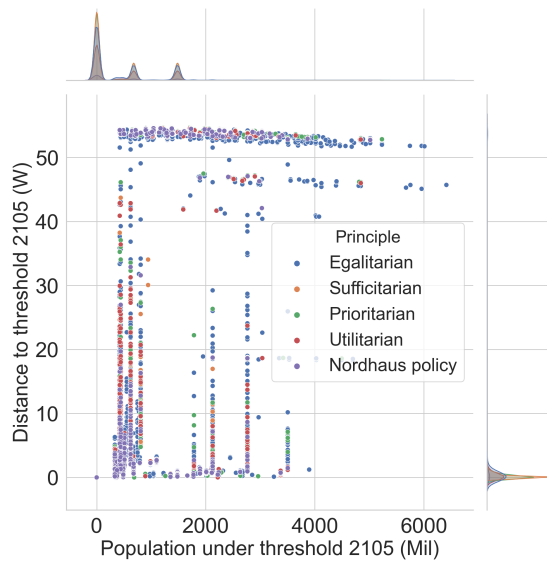 Distance to threshold 2105 (W)
50
40
30
20
10
0
Principle
Egalitarian
Sufficitarian
Prioritarian
Utilitarian
Nordhaus policy
0
2000
4000
6000
Population under threshold 2105 (Mil)